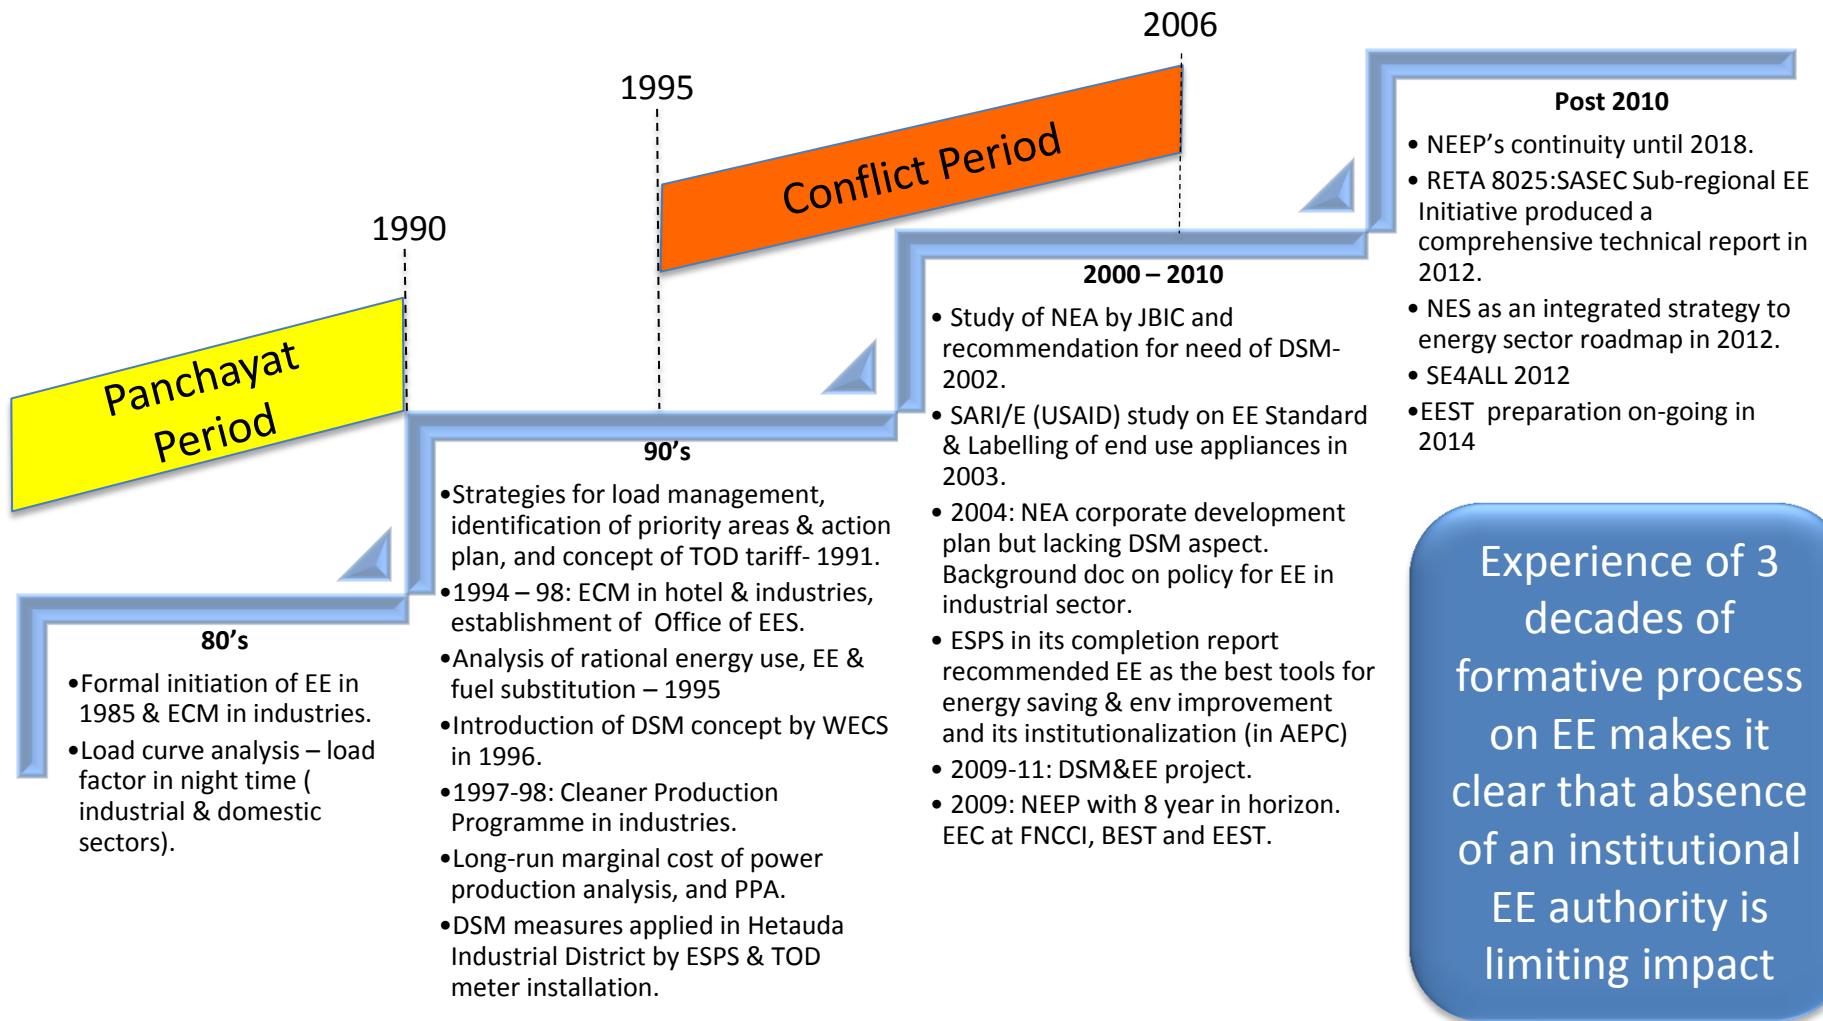 Panchayat
Period
1990
1995
Conflict Period
2006
80’s
•Formal initiation of EE in
1985 & ECM in industries.
•Load curve analysis – load
factor in night time (
industrial & domestic
sectors).
90’s
•Strategies for load management,
identification of priority areas & action
plan, and concept of TOD tariff- 1991.
•1994 – 98: ECM in hotel & industries,
establishment of Office of EES.
•Analysis of rational energy use, EE &
fuel substitution – 1995
•Introduction of DSM concept by WECS
in 1996.
•1997-98: Cleaner Production
Programme in industries.
•Long-run marginal cost of power
production analysis, and PPA.
•DSM measures applied in Hetauda
Industrial District by ESPS & TOD
meter installation.
2000 – 2010
• Study of NEA by JBIC and
recommendation for need of DSM-
2002.
• SARI/E (USAID) study on EE Standard
& Labelling of end use appliances in
2003.
• 2004: NEA corporate development
plan but lacking DSM aspect.
Background doc on policy for EE in
industrial sector.
• ESPS in its completion report
recommended EE as the best tools for
energy saving & env improvement
and its institutionalization (in AEPC)
• 2009-11: DSM&EE project.
• 2009: NEEP with 8 year in horizon.
EEC at FNCCI, BEST and EEST.
Post 2010
• NEEP’s continuity until 2018.
• RETA 8025:SASEC Sub-regional EE
Initiative produced a
comprehensive technical report in
2012.
• NES as an integrated strategy to
energy sector roadmap in 2012.
• SE4ALL 2012
•EEST preparation on-going in
2014
Experience of 3
decades of
formative process
on EE makes it
clear that absence
of an institutional
EE authority is
limiting impact